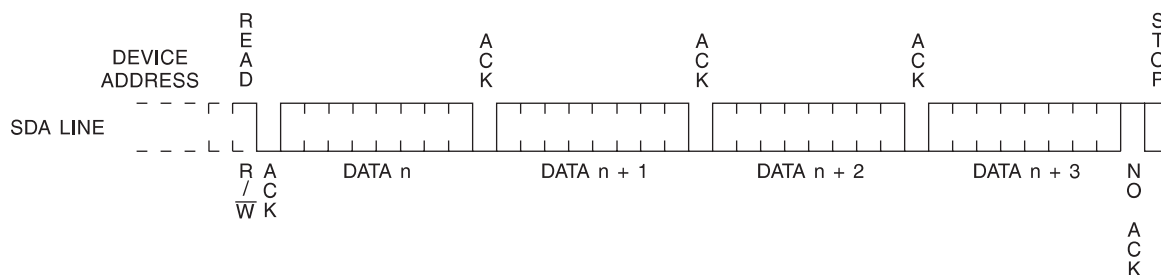 READ
ACK
ACK
ACK
STOP
DEVICE
ADDRESS
SDA LINE
R/W
ACK
DATA n
DATA n + 1
DATA n + 2
DATA n + 3
NO ACK